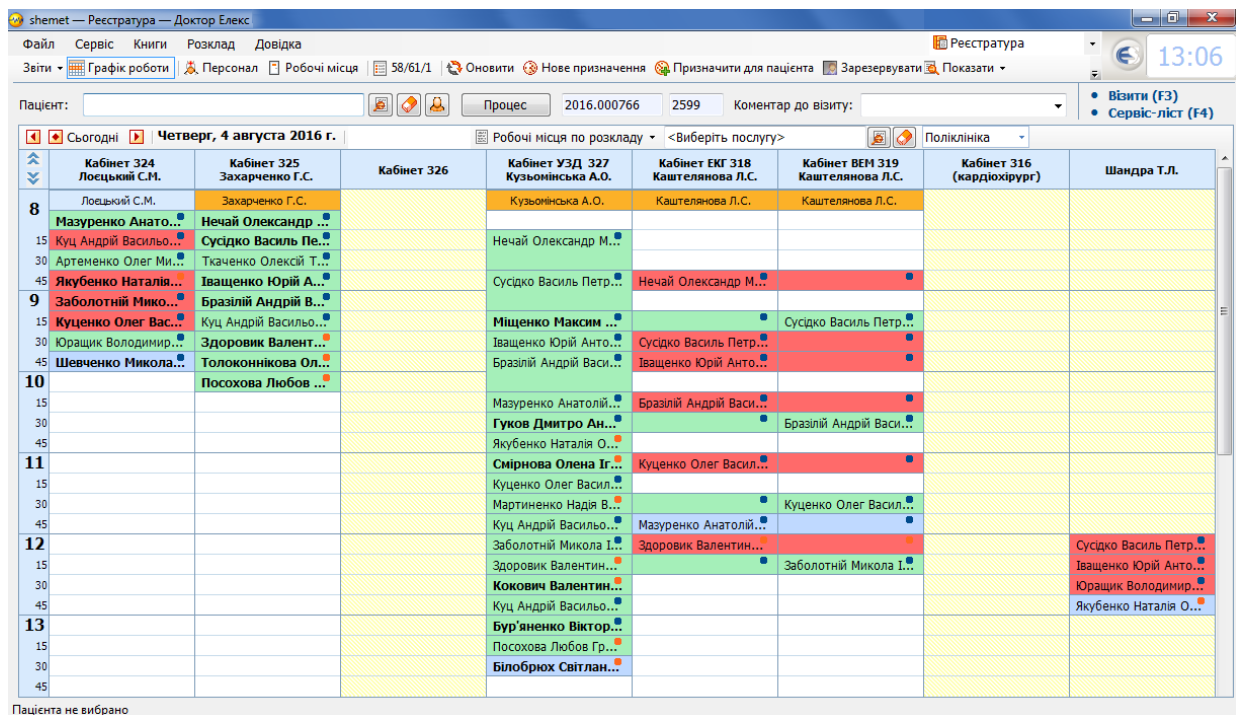 shemet — Реєстратура — Доктор Елекс
Файл Сервіс Книги Розклад Довідка Реєстратура
Звіти Графік роботи Персонал Робочі місця 58/61/1 Оновити Нове призначення Призначити для пацієнта Зарезервувати Показати 13:06
Пацієнт: Процес 2016.000766 2599 Коментар до візиту: • Візити (F3)
• Сервіс-ліст (F4)
Сьогодні Четверг, 4 августа 2016 г. Робочі місця по розкладу <Виберіть послугу> Поліклініка
Кабінет 324 Кабінет 325 Кабінет 326 Кабінет УЗД 327 Кабінет ЕКГ 318 Кабінет ВЕМ 319 Кабінет 316 Шандра Т.Л.
Лоєцький С.М. Захарченко Г.С. Кузьомінська А.О. Каштелянова Л.С. Каштелянова Л.С. (кардіохірург)
8 Лоєцький С.М. Захарченко Г.С. Кузьомінська А.О. Каштелянова Л.С. Каштелянова Л.С.
Мазуренко Анато... Нечай Олександр ...
15 Куц Андрій Васильо... Сусідко Василь Пе... Нечай Олександр М...
30 Артеменко Олег Ми... Ткаченко Олексій Т...
45 Якубенко Наталія... Іващенко Юрій А... Сусідко Василь Петр... Нечай Олександр М...
9 Заболотній Мико... Бразілій Андрій В...
15 Куценко Олег Вас... Куц Андрій Васильо... Міщенко Максим ... Сусідко Василь Петр...
30 Юращик Володимир... Здоровик Валент... Іващенко Юрій Анто... Сусідко Василь Петр...
45 Шевченко Микола... Толоконнікова Ол... Бразілій Андрій Васи... Іващенко Юрій Анто...
10 Посохова Любов ...
15 Мазуренко Анатолій... Бразілій Андрій Васи...
30 Гуков Дмитро Ан... Бразілій Андрій Васи...
45 Якубенко Наталія О...
11 Смірнова Олена Іг... Куценко Олег Васил...
15 Куценко Олег Васил...
30 Мартиненко Надія В... Куценко Олег Васил...
45 Куц Андрій Васильо... Мазуренко Анатолій...
12 Заболотній Микола І... Здоровик Валентин... Сусідко Василь Петр...
15 Здоровик Валентин... Заболотній Микола І... Іващенко Юрій Анто...
30 Кокович Валентин... Юращик Володимир...
45 Куц Андрій Васильо... Якубенко Наталія О...
13 Бур'яненко Віктор...
15 Посохова Любов Гр...
30 Білобрюх Світлан...
45
Пацієнта не вибрано